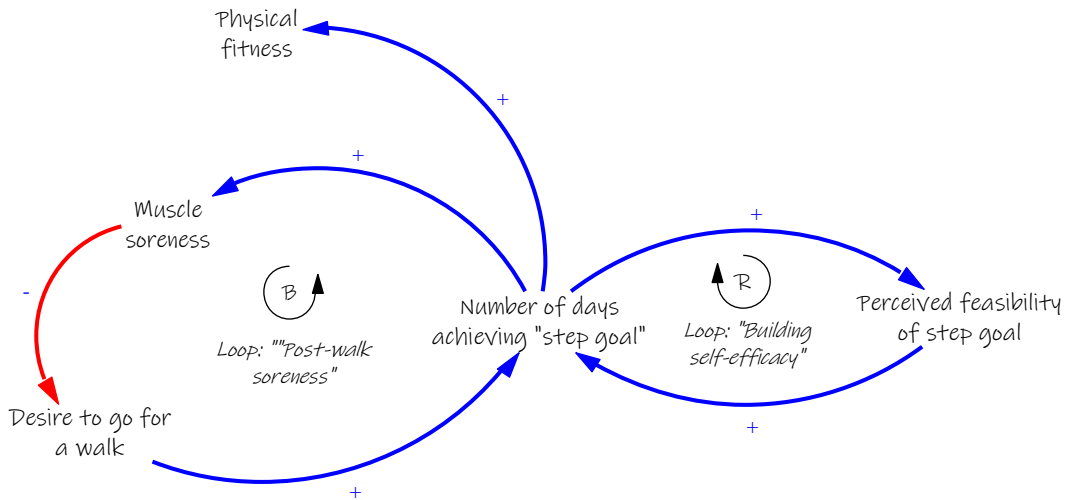 Physical
fitness
+
+
Muscle
soreness
+
-
B
R
Number of days
achieving "step goal"
Perceived feasibility
of step goal
Loop: "Building
self-efficacy"
Loop: ""Post-walk
soreness"
Desire to go for
a walk
+
+